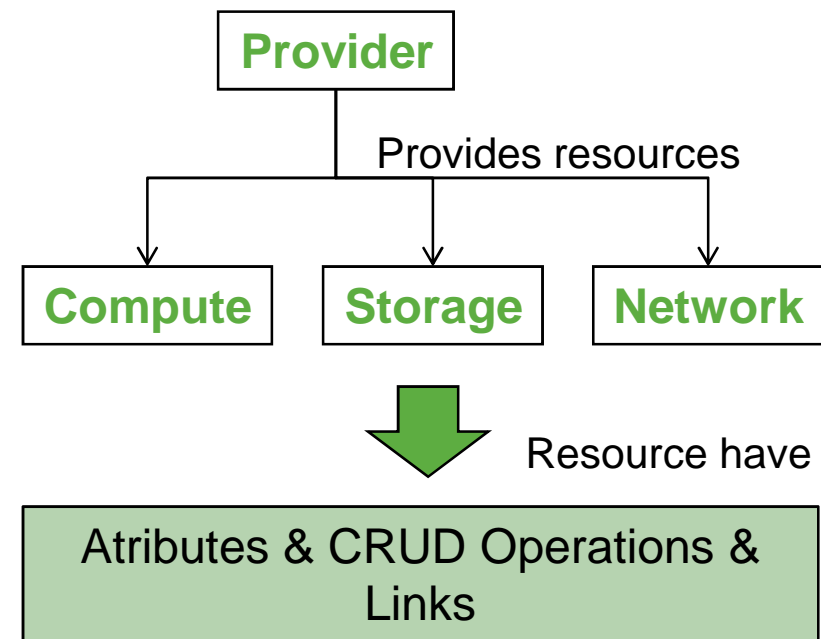 Provider
Provides resources
Compute
Storage
Network
Resource have
Atributes & CRUD Operations &
Links